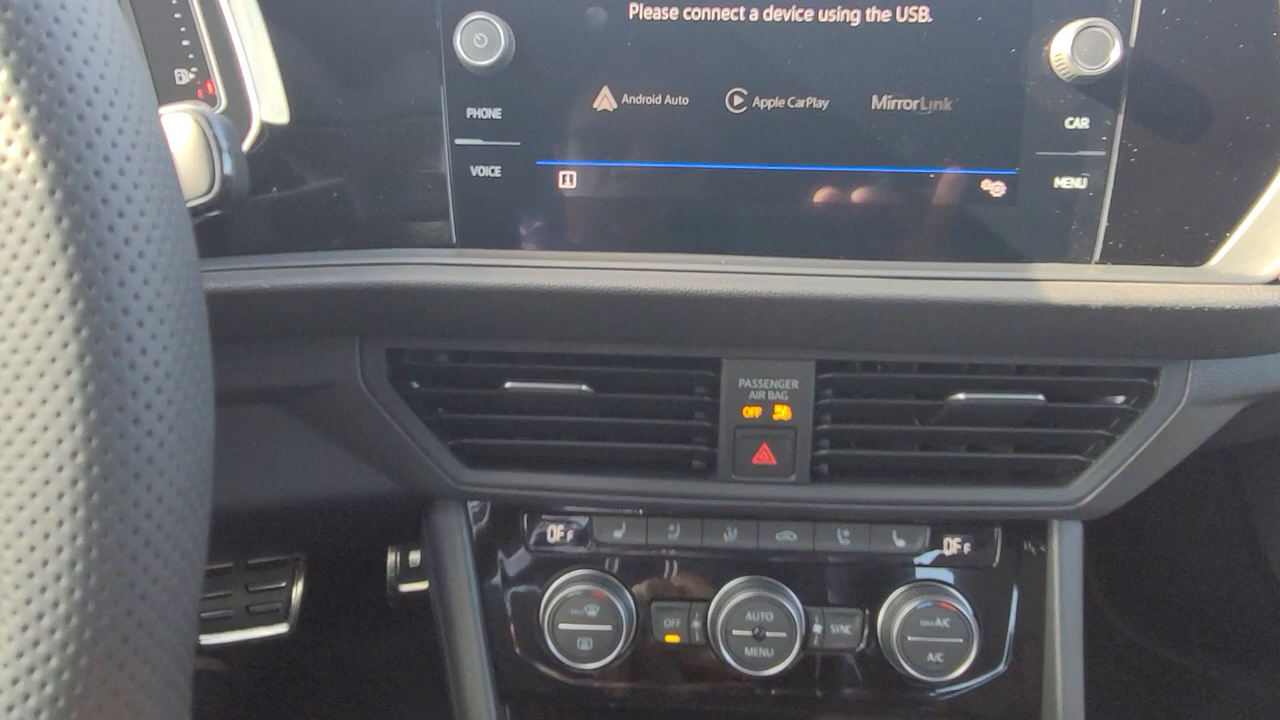 Please connect a device using the USB.
Android Auto
Apple CarPlay
MirrorLink
PHONE
VOICE
CAR
MENU
PASSENGER
AIR BAG
OFF
OFF
OFF
OFF
AUTO
MENU
SYNC
A/C